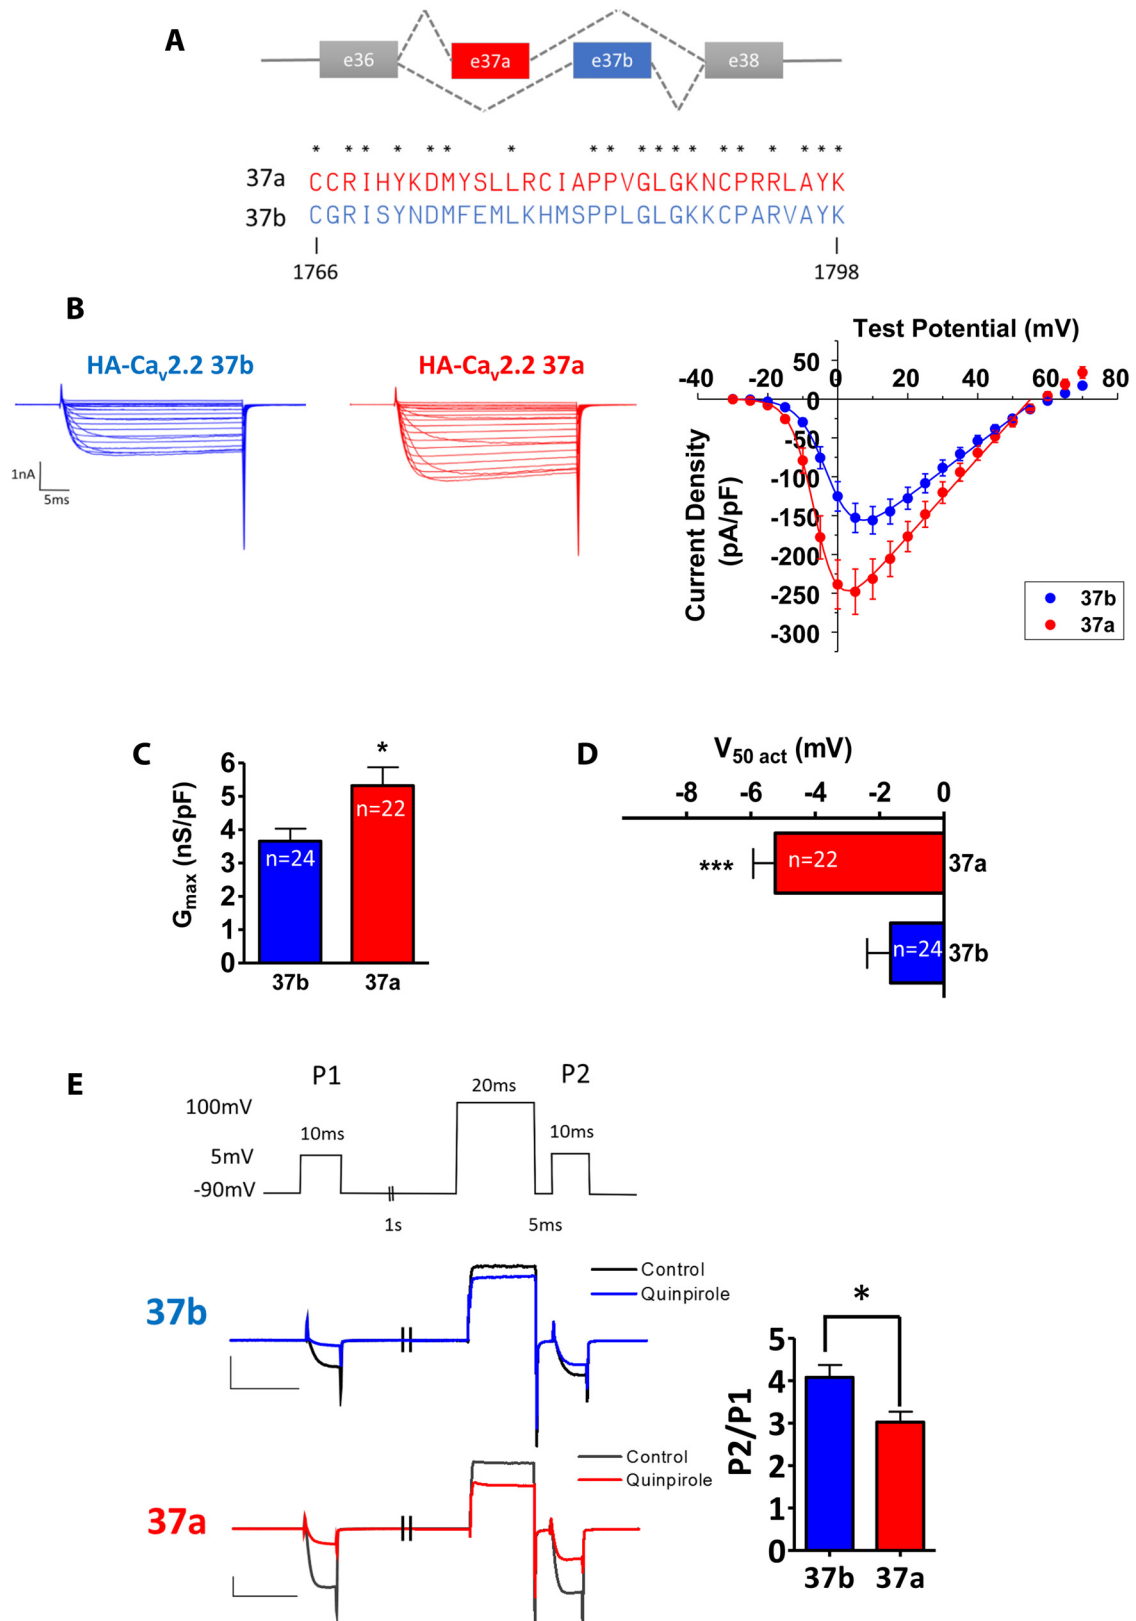 A
e36 e37a e37b e38
* * * * * * * * * * * * * * * * * * *
37a CCRIHYKDMYSLLRCIAPPVGLGKNCPRRLAYK
37b CGRISYNDMFEMLKHMSPPLGLGKKCPARVAYK
1766 1798
B
HA-Cav2.2 37b
HA-Cav2.2 37a
1nA
5ms
Test Potential (mV)
50
-40 -20 0 20 40 60 80
0
-50
-100
-150
-200
-250
-300
Current Density
(pA/pF)
37b
37a
C
*
6
5
4
3
2
1
0
Gmax (nS/pF)
n=24
n=22
37b 37a
D
V50 act (mV)
-8 -6 -4 -2 0
***
n=22
37a
n=24
37b
E
P1
P2
100mV
5mV
-90mV
10ms
20ms
10ms
1s
5ms
37b
Control
Quinpirole
37a
Control
Quinpirole
*
5
4
3
2
1
0
P2/P1
37b 37a